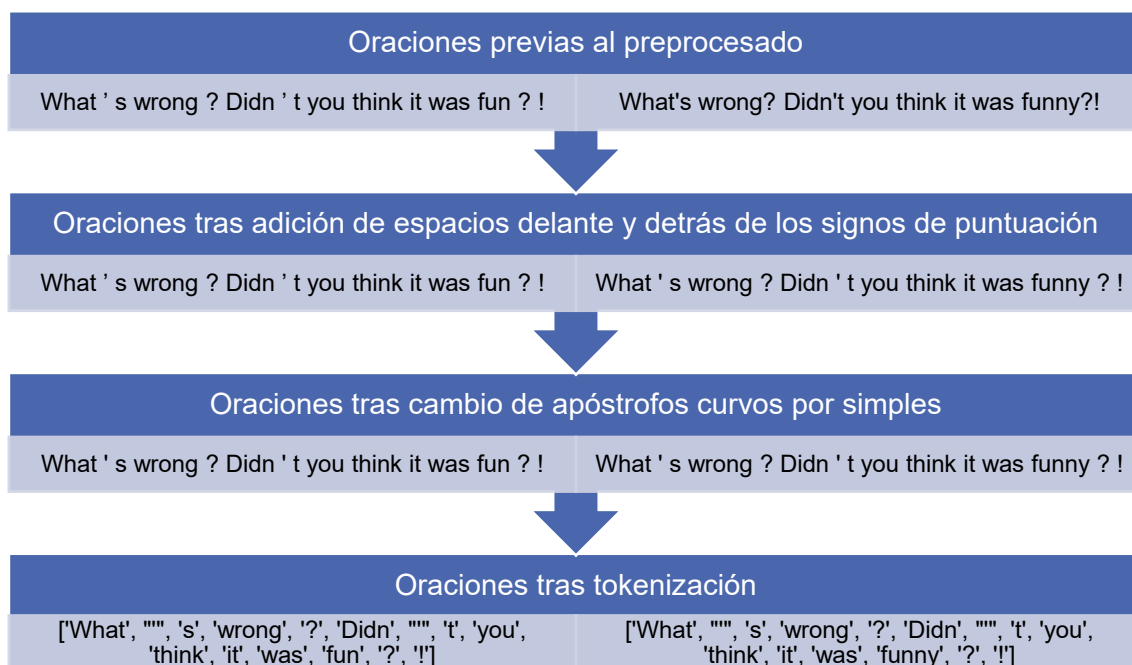 Oraciones previas al preprocesado
What ’ s wrong ? Didn ’ t you think it was fun ? !
What's wrong? Didn't you think it was funny?!
Oraciones tras adición de espacios delante y detrás de los signos de puntuación
What ’ s wrong ? Didn ’ t you think it was fun ? !
What ' s wrong ? Didn ' t you think it was funny ? !
Oraciones tras cambio de apóstrofos curvos por simples
What ' s wrong ? Didn ' t you think it was fun ? !
What ' s wrong ? Didn ' t you think it was funny ? !
Oraciones tras tokenización
['What', "'", 's', 'wrong', '?', 'Didn', "'", 't', 'you',
'think', 'it', 'was', 'fun', '?', '!']
['What', "'", 's', 'wrong', '?', 'Didn', "'", 't', 'you',
'think', 'it', 'was', 'funny', '?', '!']